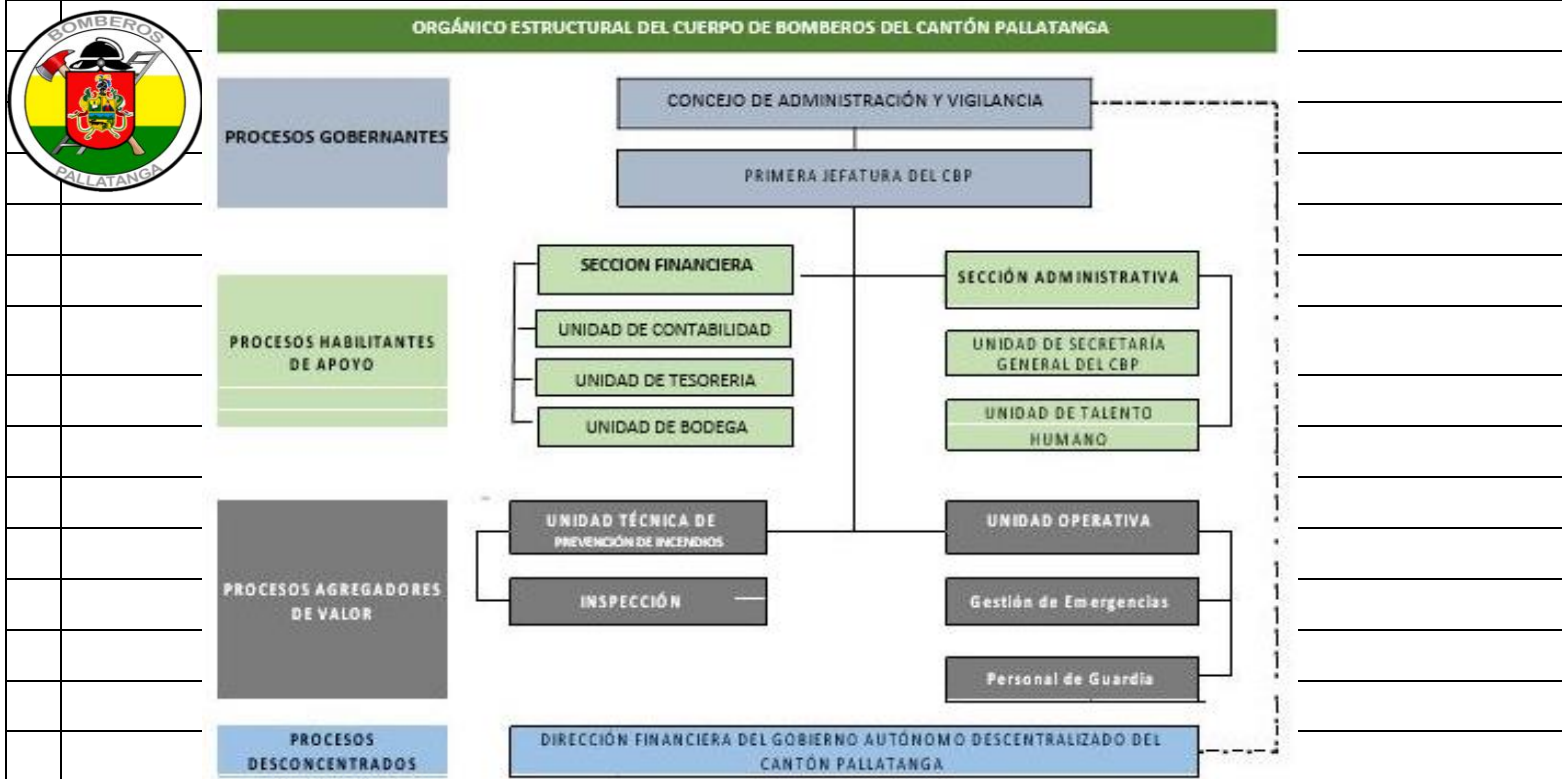 BOMBEROS
PALLATANGA
ORGÁNICO ESTRUCTURAL DEL CUERPO DE BOMBEROS DEL CANTÓN PALLATANGA
PROCESOS GOBERNANTES
CONCEJO DE ADMINISTRACIÓN Y VIGILANCIA
PRIMERA JEFATURA DEL CBP
PROCESOS HABILITANTES
DE APOYO
SECCION FINANCIERA
UNIDAD DE CONTABILIDAD
UNIDAD DE TESORERIA
UNIDAD DE BODEGA
SECCIÓN ADMINISTRATIVA
UNIDAD DE SECRETARÍA
GENERAL DEL CBP
UNIDAD DE TALENTO
HUMANO
PROCESOS AGREGADORES
DE VALOR
UNIDAD TÉCNICA DE
PREVENCIÓN DE INCENDIOS
INSPECCIÓN
UNIDAD OPERATIVA
Gestión de Emergencias
Personal de Guardia
PROCESOS
DESCONCENTRADOS
DIRECCIÓN FINANCIERA DEL GOBIERNO AUTÓNOMO DESCENTRALIZADO DEL
CANTÓN PALLATANGA